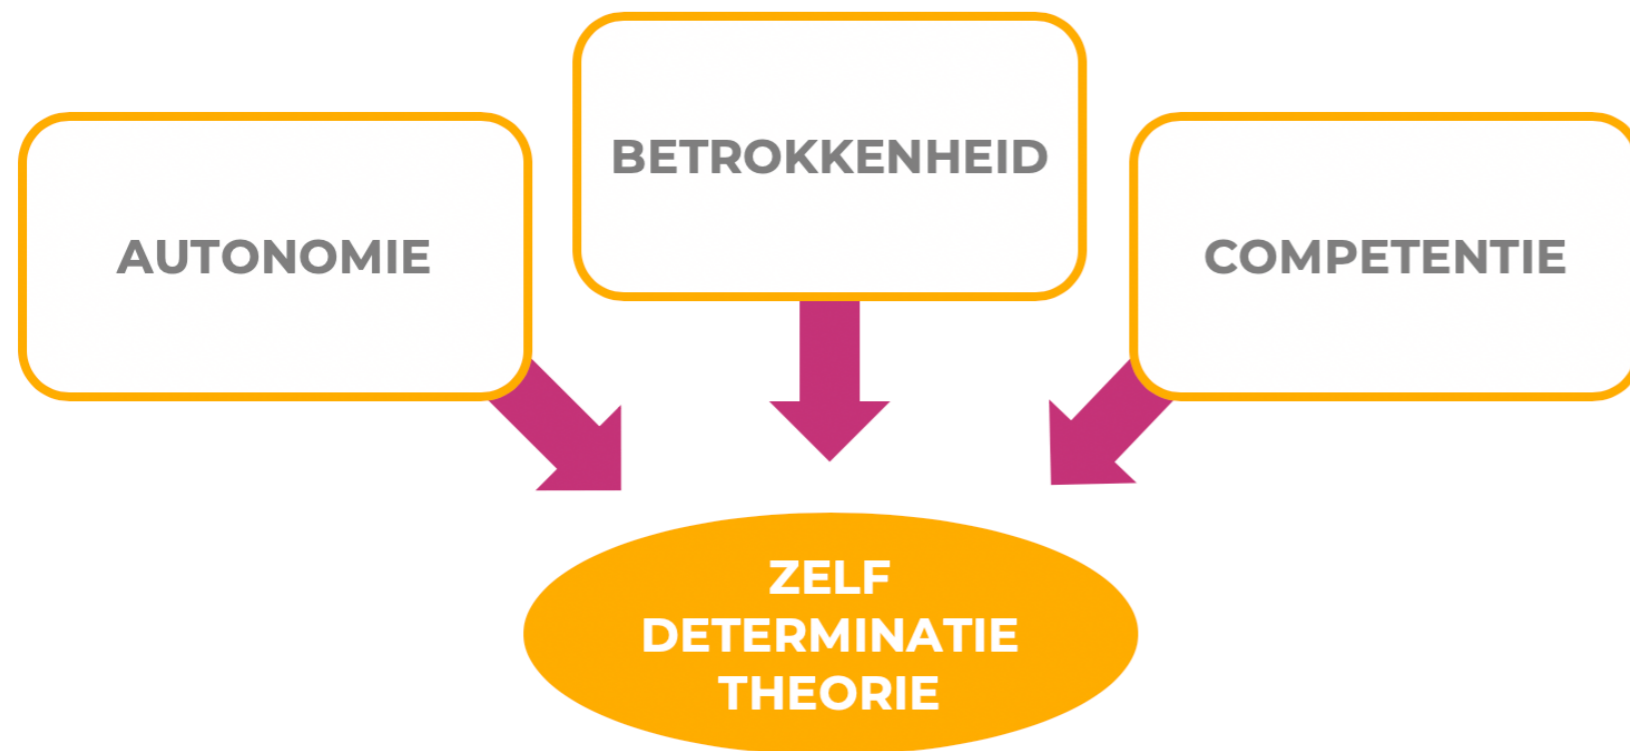 BETROKKENHEID
AUTONOMIE
COMPETENTIE
ZELF
DETERMINATIE
THEORIE